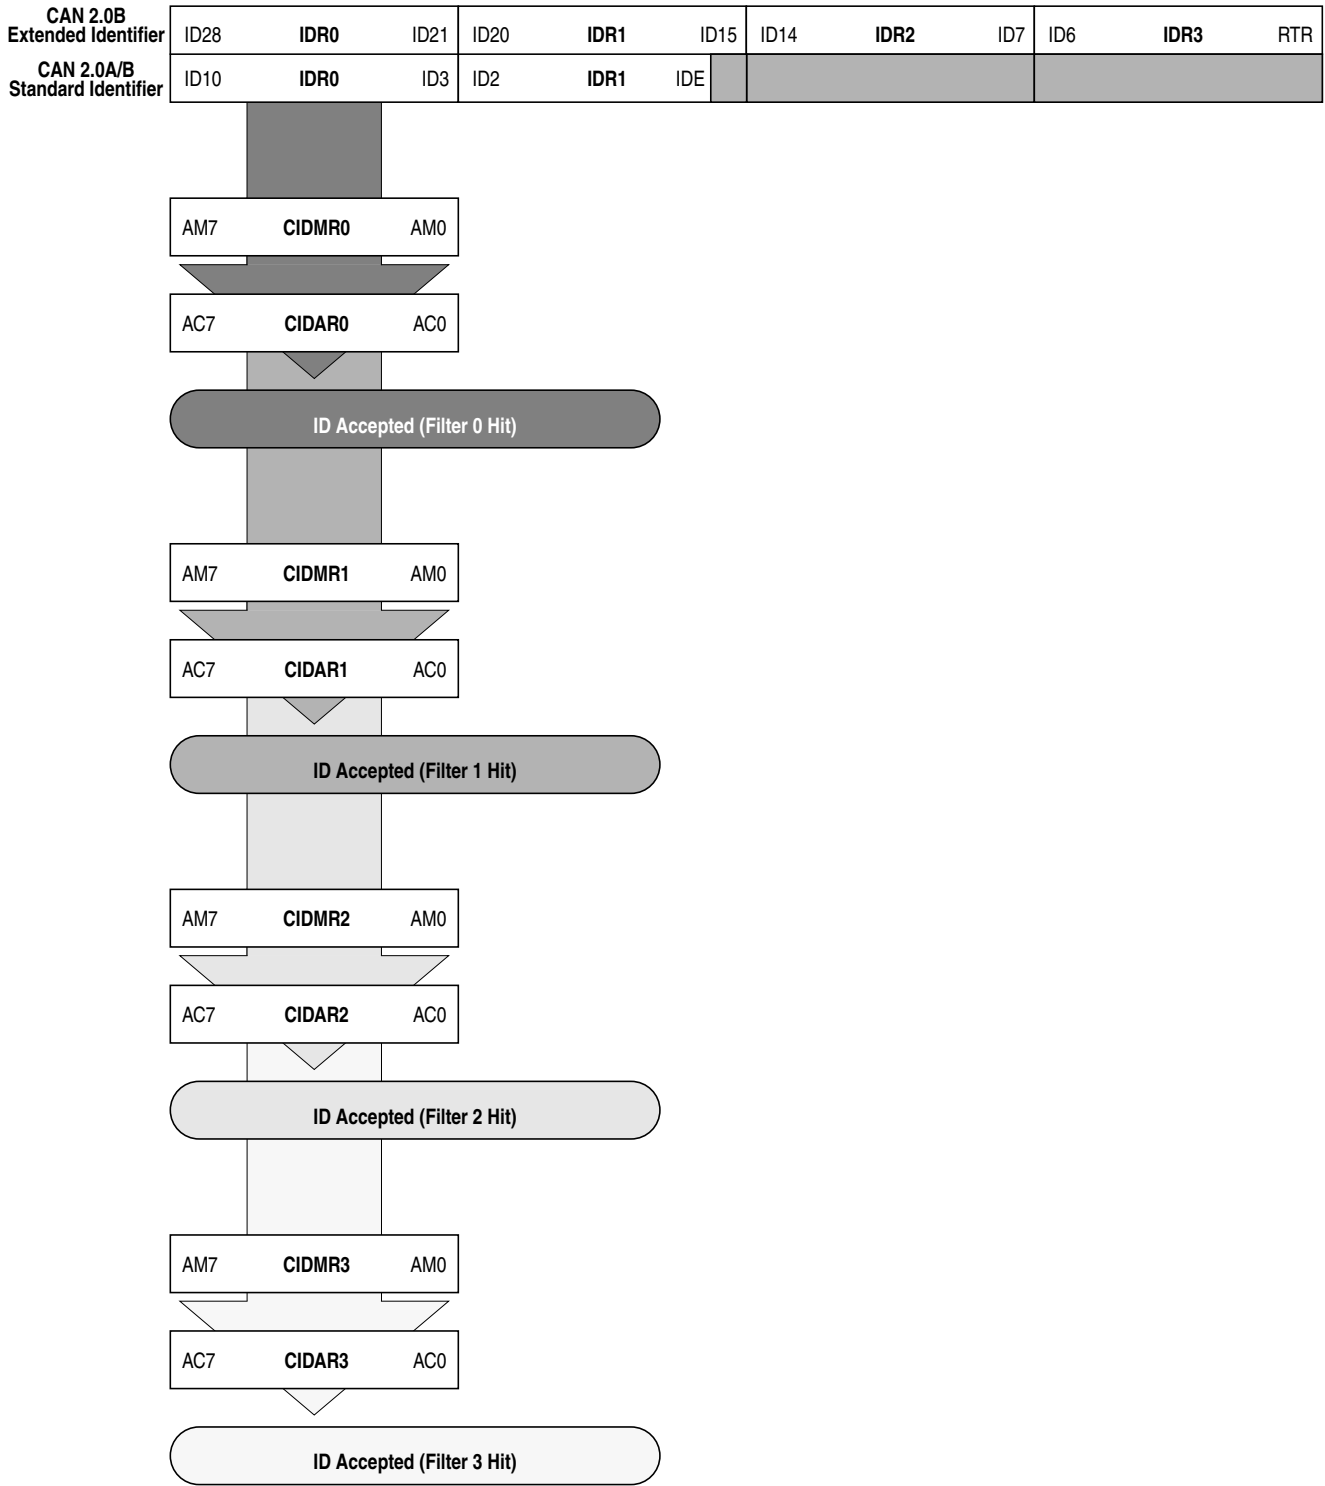 CAN 2.0B
Extended Identifier
ID28 IDR0 ID21 ID20 IDR1 ID15 ID14 IDR2 ID7 ID6 IDR3 RTR
CAN 2.0A/B
Standard Identifier
ID10 IDR0 ID3 ID2 IDR1 IDE
AM7 CIDMR0 AM0
AC7 CIDAR0 AC0
ID Accepted (Filter 0 Hit)
AM7 CIDMR1 AM0
AC7 CIDAR1 AC0
ID Accepted (Filter 1 Hit)
AM7 CIDMR2 AM0
AC7 CIDAR2 AC0
ID Accepted (Filter 2 Hit)
AM7 CIDMR3 AM0
AC7 CIDAR3 AC0
ID Accepted (Filter 3 Hit)